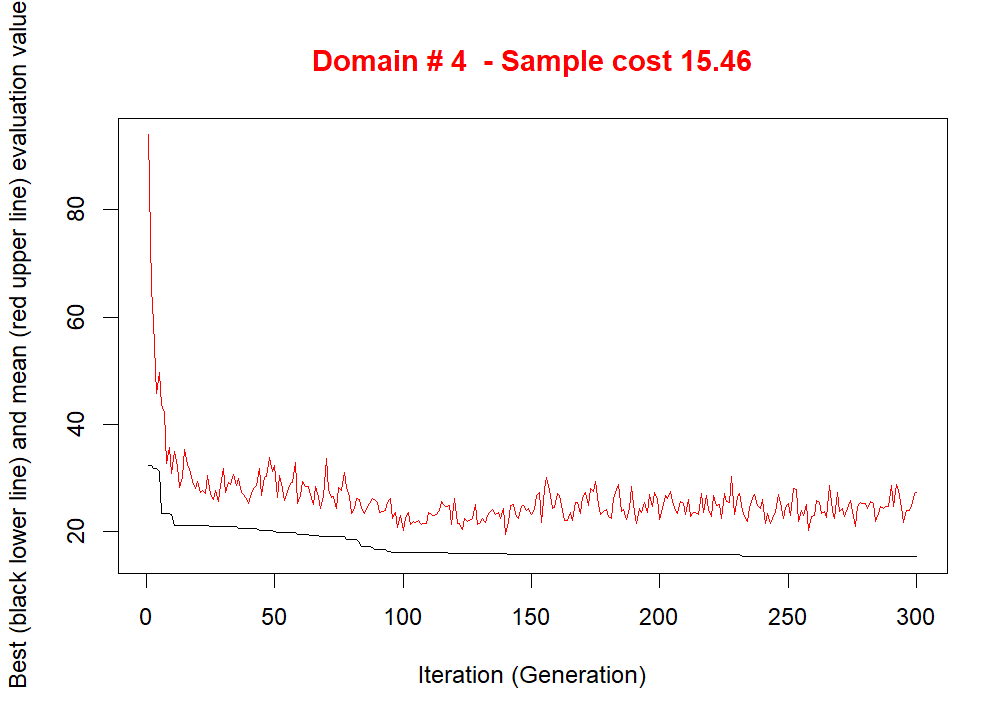 Domain # 4  - Sample cost 15.46
Best (black lower line) and mean (red upper line) evaluation value
80
60
40
20
0 50 100 150 200 250 300
Iteration (Generation)